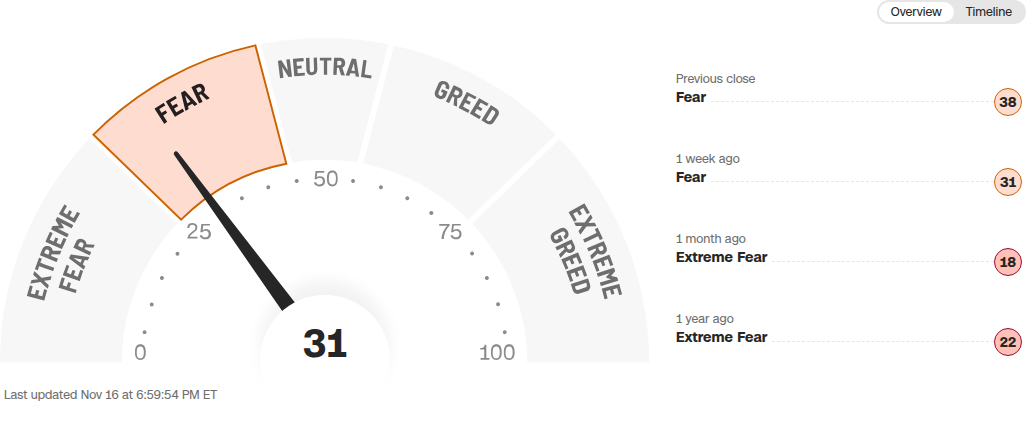 Overview Timeline
NEUTRAL
FEAR
GREED
EXTREME
FEAR
EXTREME
GREED
0
25
50
75
100
31
Last updated Nov 16 at 6:59:54 PM ET
Previous close
Fear 38
1 week ago
Fear 31
1 month ago
Extreme Fear 18
1 year ago
Extreme Fear 22